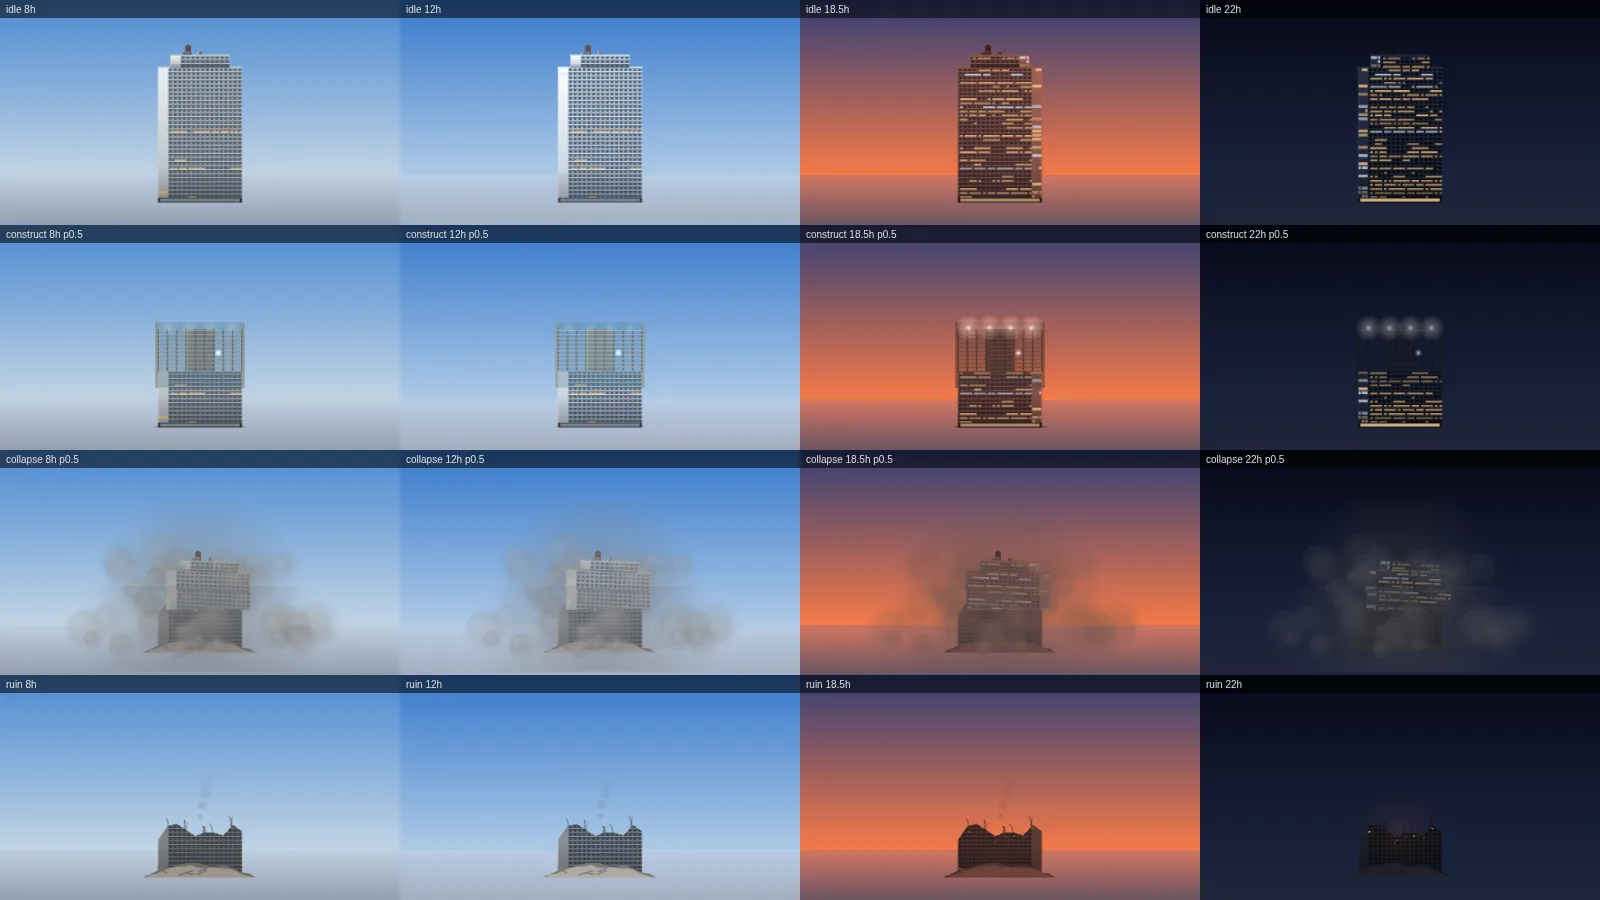 idle 8h
idle 12h
idle 18.5h
idle 22h
construct 8h p0.5
construct 12h p0.5
construct 18.5h p0.5
construct 22h p0.5
collapse 8h p0.5
collapse 12h p0.5
collapse 18.5h p0.5
collapse 22h p0.5
ruin 8h
ruin 12h
ruin 18.5h
ruin 22h